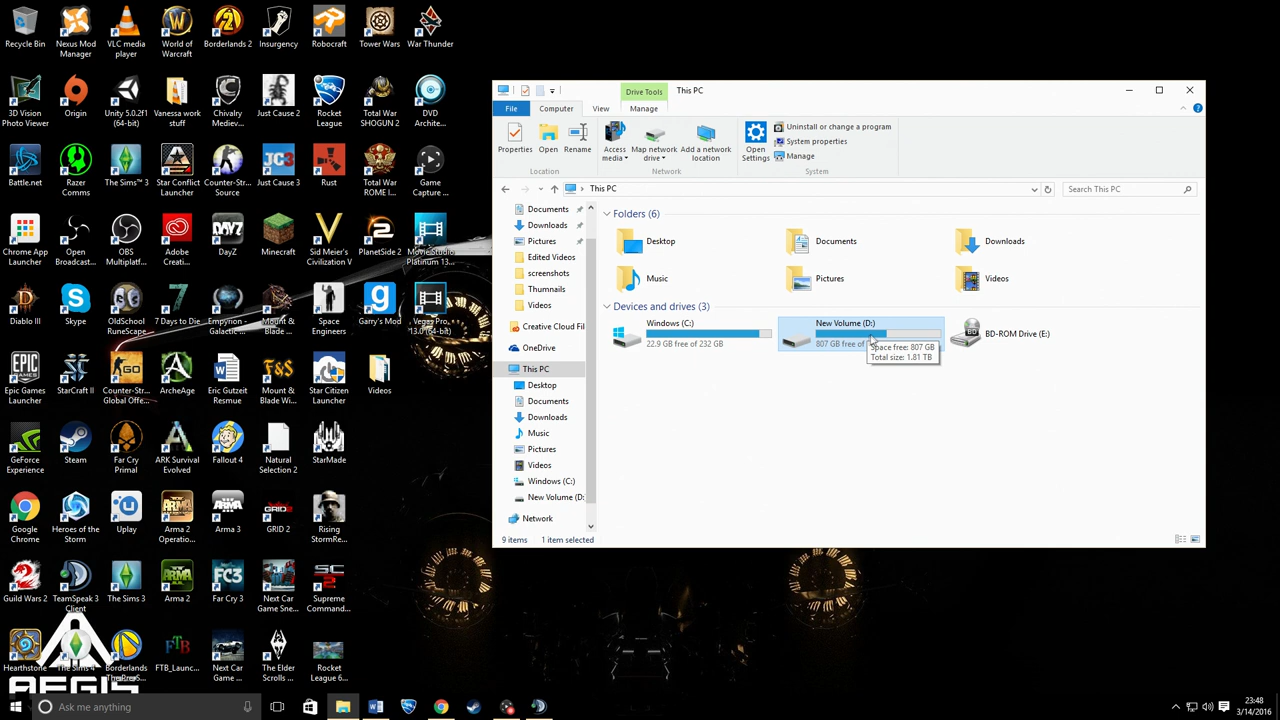 Recycle Bin
Nexus Mod
Manager
VLC media
player
World of
Warcraft
Borderlands 2
Insurgency
Robocraft
Tower Wars
War Thunder
3D Vision
Photo Viewer
Origin
Unity 5.0.2f1
(64-bit)
Vanessa work
stuff
Chivalry
Mediev...
Just Cause 2
Rocket
League
Total War
SHOGUN 2
DVD
Archite...
Battle.net
Razer
Comms
The Sims™ 3
Star Conflict
Launcher
Counter-Str...
Source
Just Cause 3
Rust
Total War
ROME II...
Game
Capture ...
Chrome App
Launcher
Open
Broadcast...
OBS
Multiplatf...
Adobe
Creati...
DayZ
Minecraft
Sid Meier's
Civilization V
PlanetSide 2
Movie Studio
Platinum 13...
Diablo III
Skype
OldSchool
RuneScape
7 Days to Die
Empyrion -
Galactic ...
Mount &
Blade ...
Space
Engineers
Garry's Mod
Vegas Pro
13.0 (64-bit)
Epic Games
Launcher
StarCraft II
Counter-Str...
Global Offe...
ArcheAge
Eric Gutzeit
Resmue
Mount &
Blade Wi...
Star Citizen
Launcher
Videos
GeForce
Experience
Steam
Far Cry
Primal
ARK Survival
Evolved
Fallout 4
Natural
Selection 2
StarMade
Google
Chrome
Heroes of the
Storm
Uplay
Arma 2
Operatio...
Arma 3
GRID 2
Rising
StormRe...
Guild Wars 2
TeamSpeak 3
Client
The Sims 3
Arma 2
Far Cry 3
Next Car
Game Sne...
Supreme
Command...
Hearthstone
The Sims 4
Borderlands
FTB_Launc...
Next Car
Game ...
The Elder
Scrolls ...
Rocket
League 6...
AEGIS
Drive Tools
This PC
File
Computer
View
Manage
Properties
Open
Rename
Access
media
Map network
drive
Add a network
location
Open
Settings
Uninstall or change a program
System properties
Manage
Location
Network
System
This PC
Search This PC
Documents
Downloads
Pictures
Edited Videos
screenshots
Thumnails
Videos
Creative Cloud Fil
OneDrive
This PC
Desktop
Documents
Downloads
Music
Pictures
Videos
Windows (C:)
New Volume (D:
Network
Folders (6)
Desktop
Documents
Downloads
Music
Pictures
Videos
Devices and drives (3)
Windows (C:)
22.9 GB free of 232 GB
New Volume (D:)
807 GB free of
Space free: 807 GB
Total size: 1.81 TB
BD
BD-ROM Drive (E:)
9 items
1 item selected
Ask me anything
23:48
3/14/2016